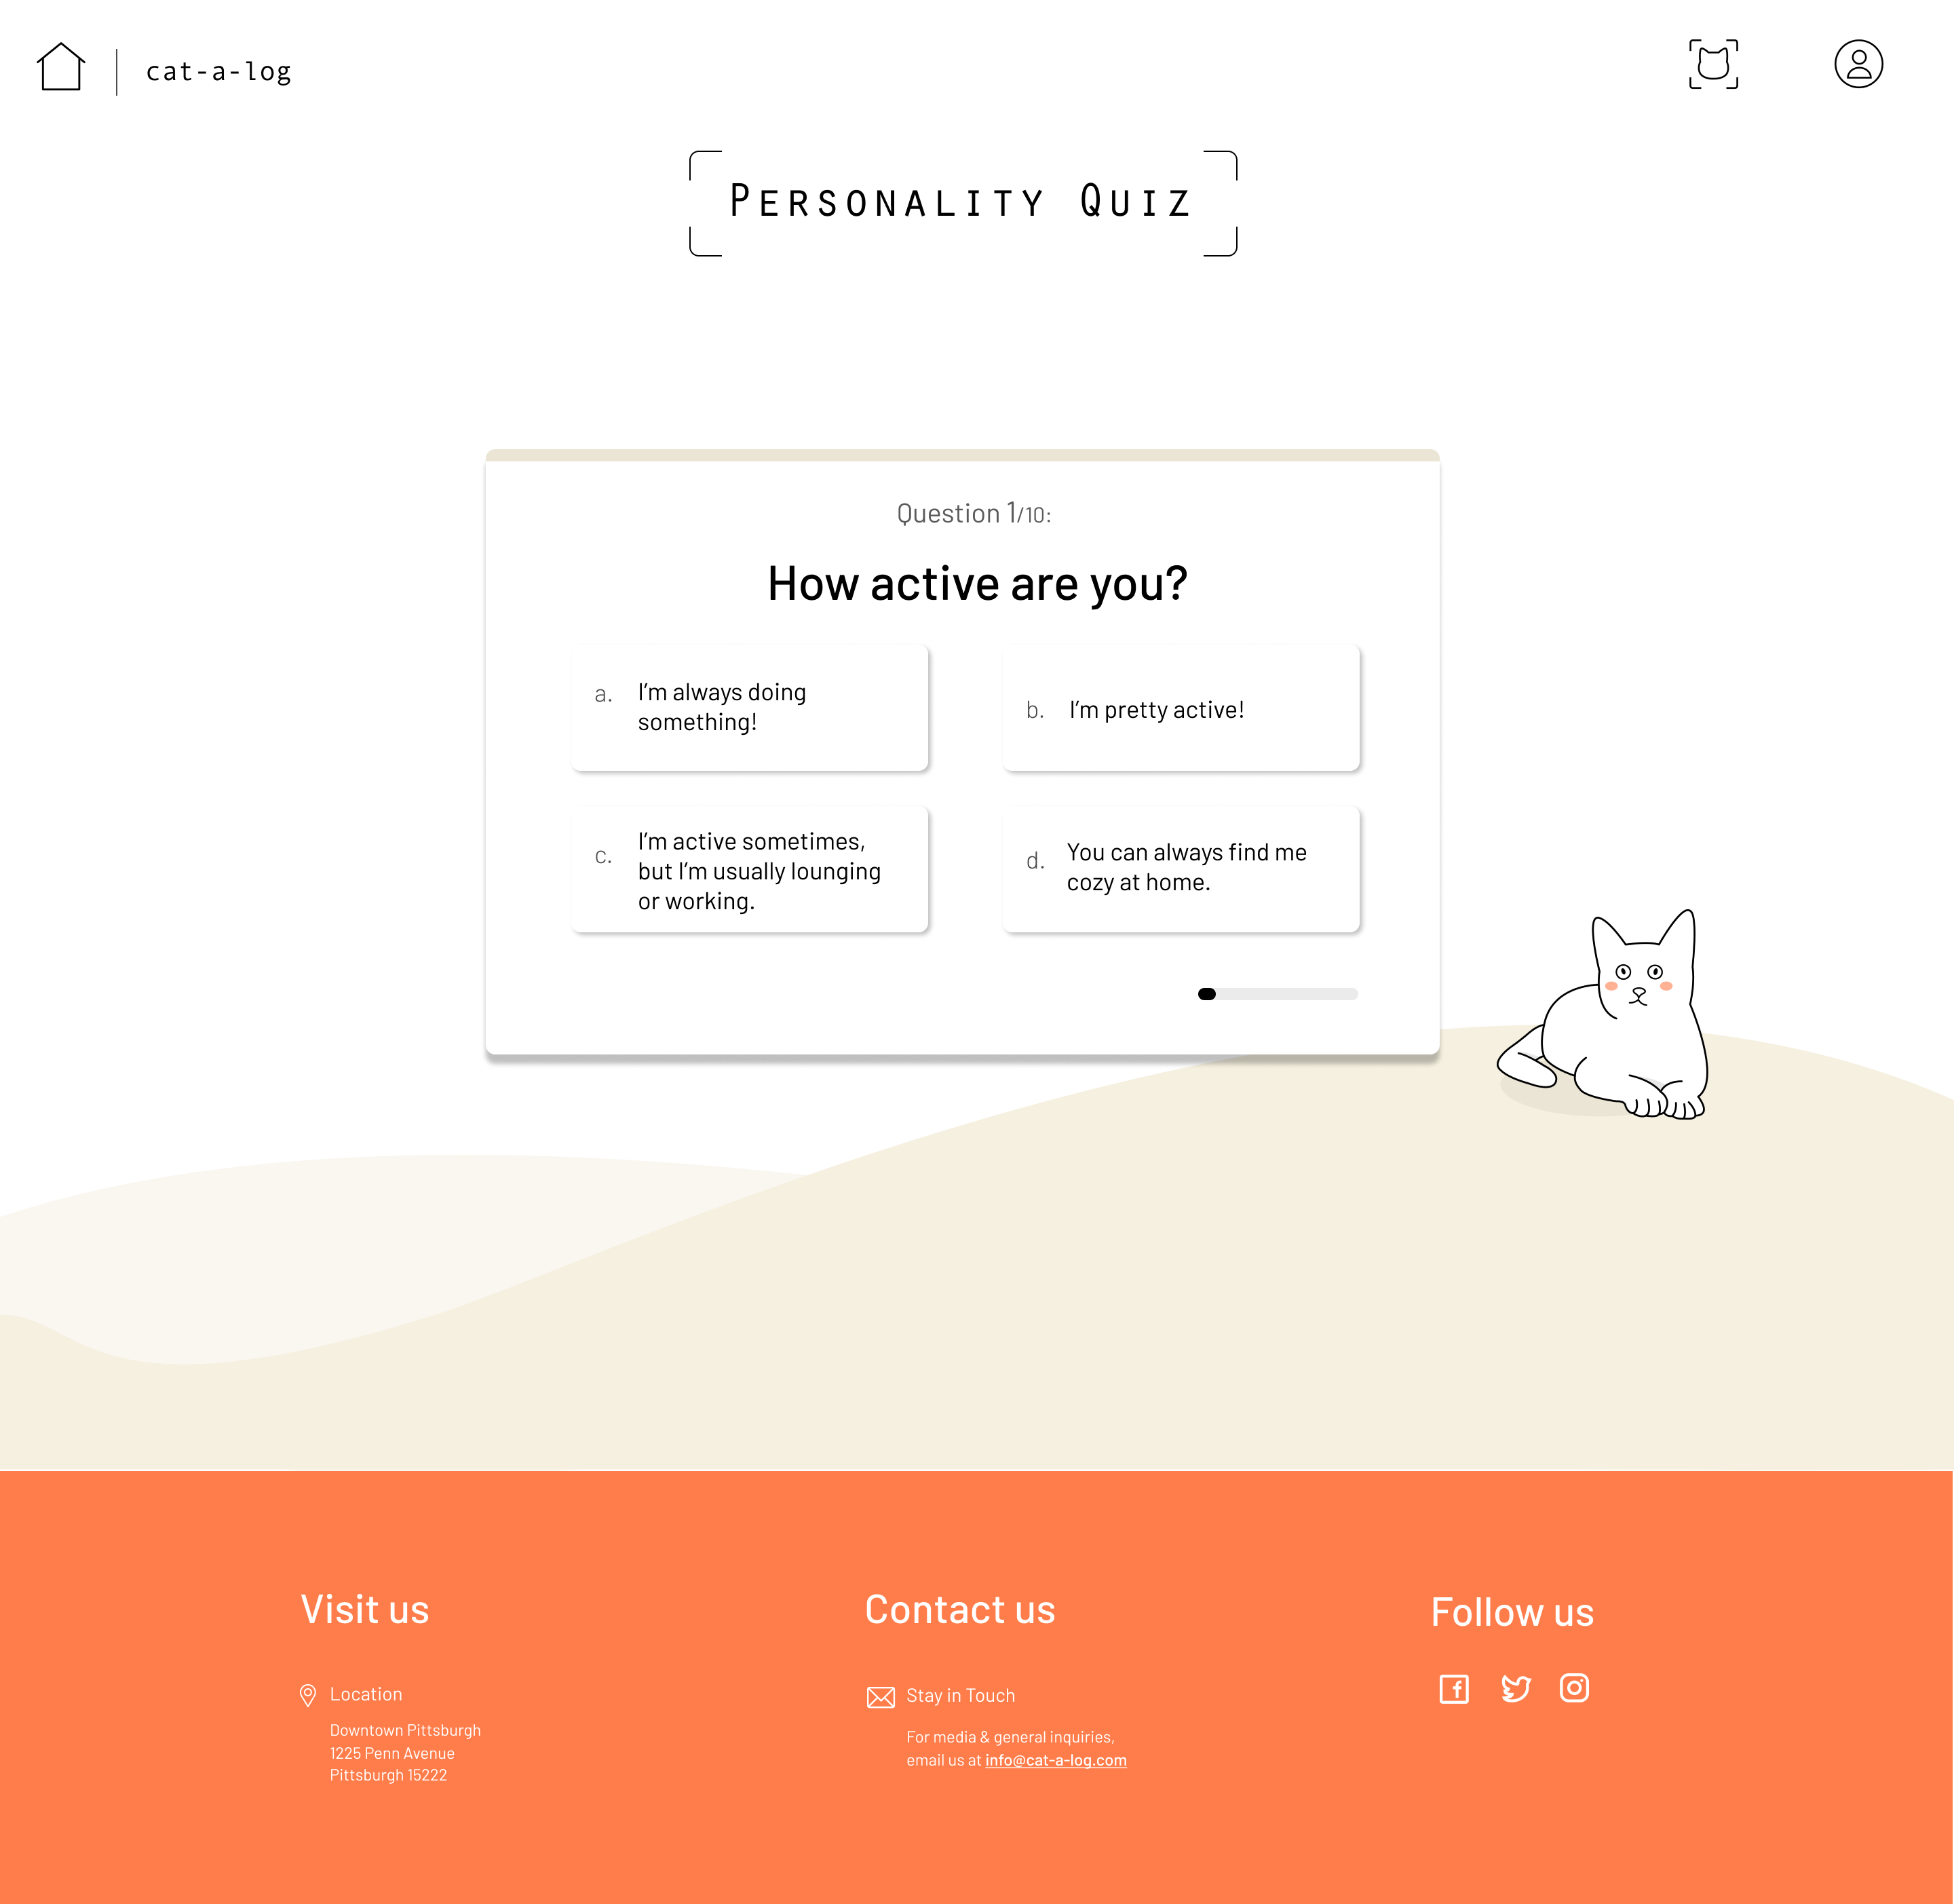 cat-a-log
Personality Quiz
Question 1/10:
How active are you?
a. I’m always doing
something!
b. I’m pretty active!
c. I’m active sometimes,
but I’m usually lounging
or working.
d. You can always find me
cozy at home.
Visit us
Location
Downtown Pittsburgh
1225 Penn Avenue
Pittsburgh 15222
Contact us
Stay in Touch
For media & general inquiries,
email us at info@cat-a-log.com
Follow us